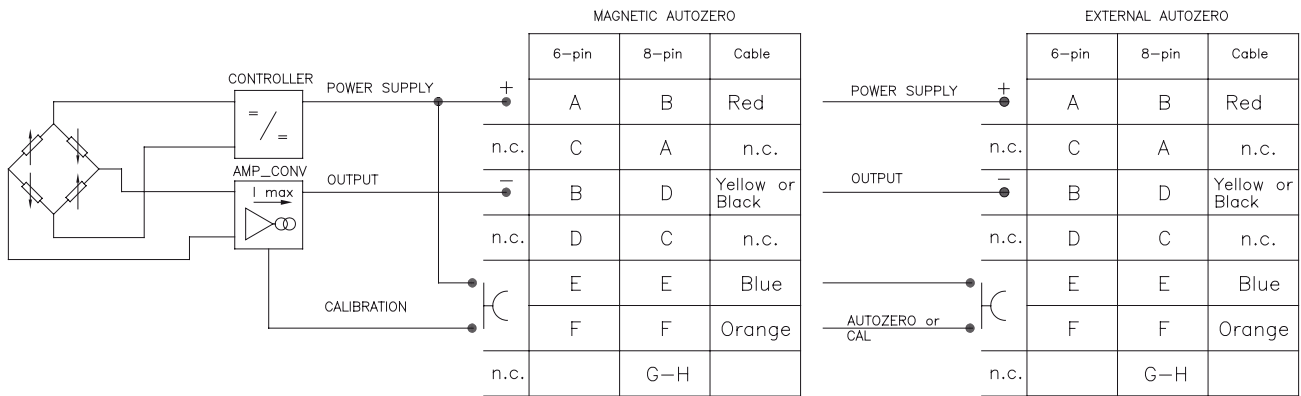 MAGNETIC AUTOZERO
6-pin 8-pin Cable
CONTROLLER
= / =
POWER SUPPLY + A B Red
n.c. C A n.c.
AMP_CONV
I max
OUTPUT - B D Yellow or
Black
n.c. D C n.c.
E E Blue
CALIBRATION F F Orange
n.c. G-H
EXTERNAL AUTOZERO
6-pin 8-pin Cable
POWER SUPPLY + A B Red
n.c. C A n.c.
OUTPUT - B D Yellow or
Black
n.c. D C n.c.
E E Blue
AUTOZERO or
CAL
F F Orange
n.c. G-H